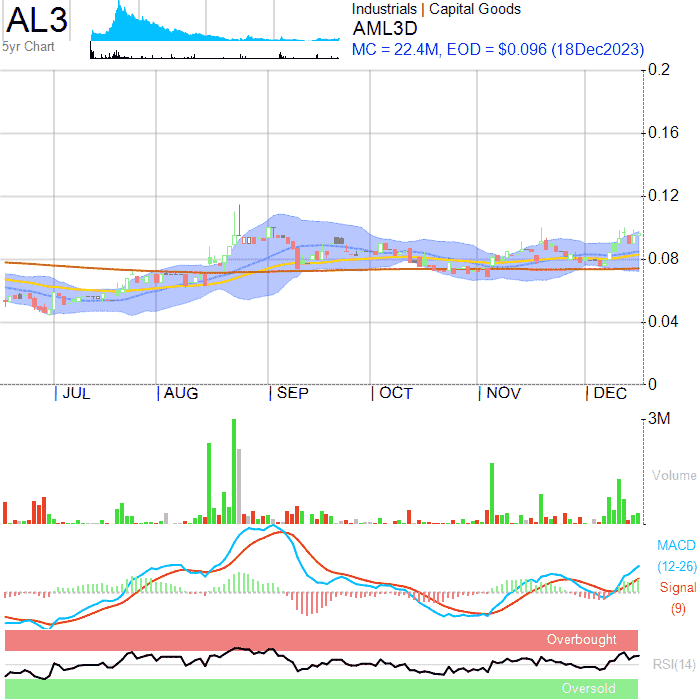 AL3
5yr Chart
Industrials | Capital Goods
AML3D
MC = 22.4M, EOD = $0.096 (18Dec2023)
0.2
0.16
0.12
0.08
0.04
0
| JUL | AUG | SEP | OCT | NOV | DEC
3M
Volume
MACD
(12-26)
Signal
(9)
Overbought
RSI(14)
Oversold